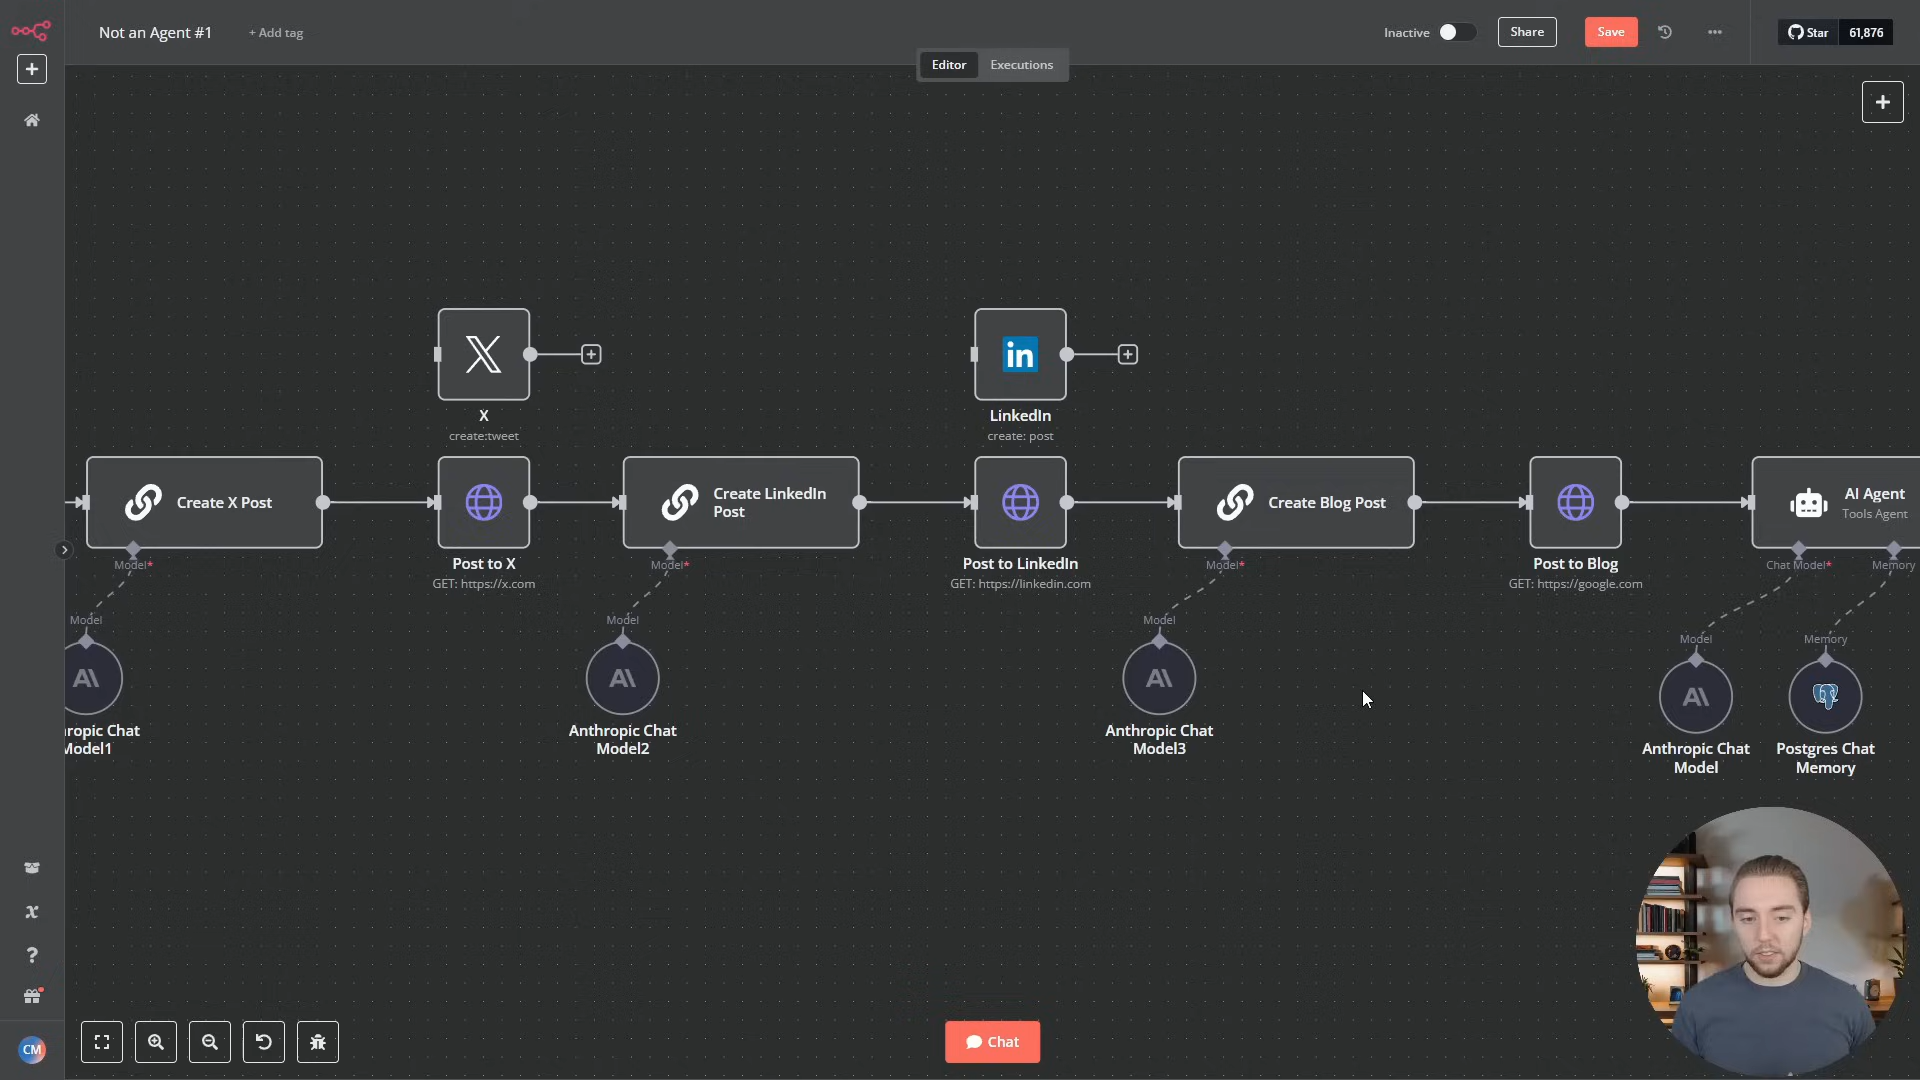 Not an Agent #1
+ Add tag
Inactive
Share
Save
Star
61,876
Editor
Executions
X
create:tweet
LinkedIn
create: post
Create X Post
Create LinkedIn
Post
Create Blog Post
AI Agent
Tools Agent
Model*
Post to X
GET: https://x.com
Model*
Post to LinkedIn
GET: https://linkedin.com
Model*
Post to Blog
GET: https://google.com
Chat Model*
Memory
Model
Model
Model
Model
Memory
ropic Chat
Model1
Anthropic Chat
Model2
Anthropic Chat
Model3
Anthropic Chat
Model
Postgres Chat
Memory
Chat
CM